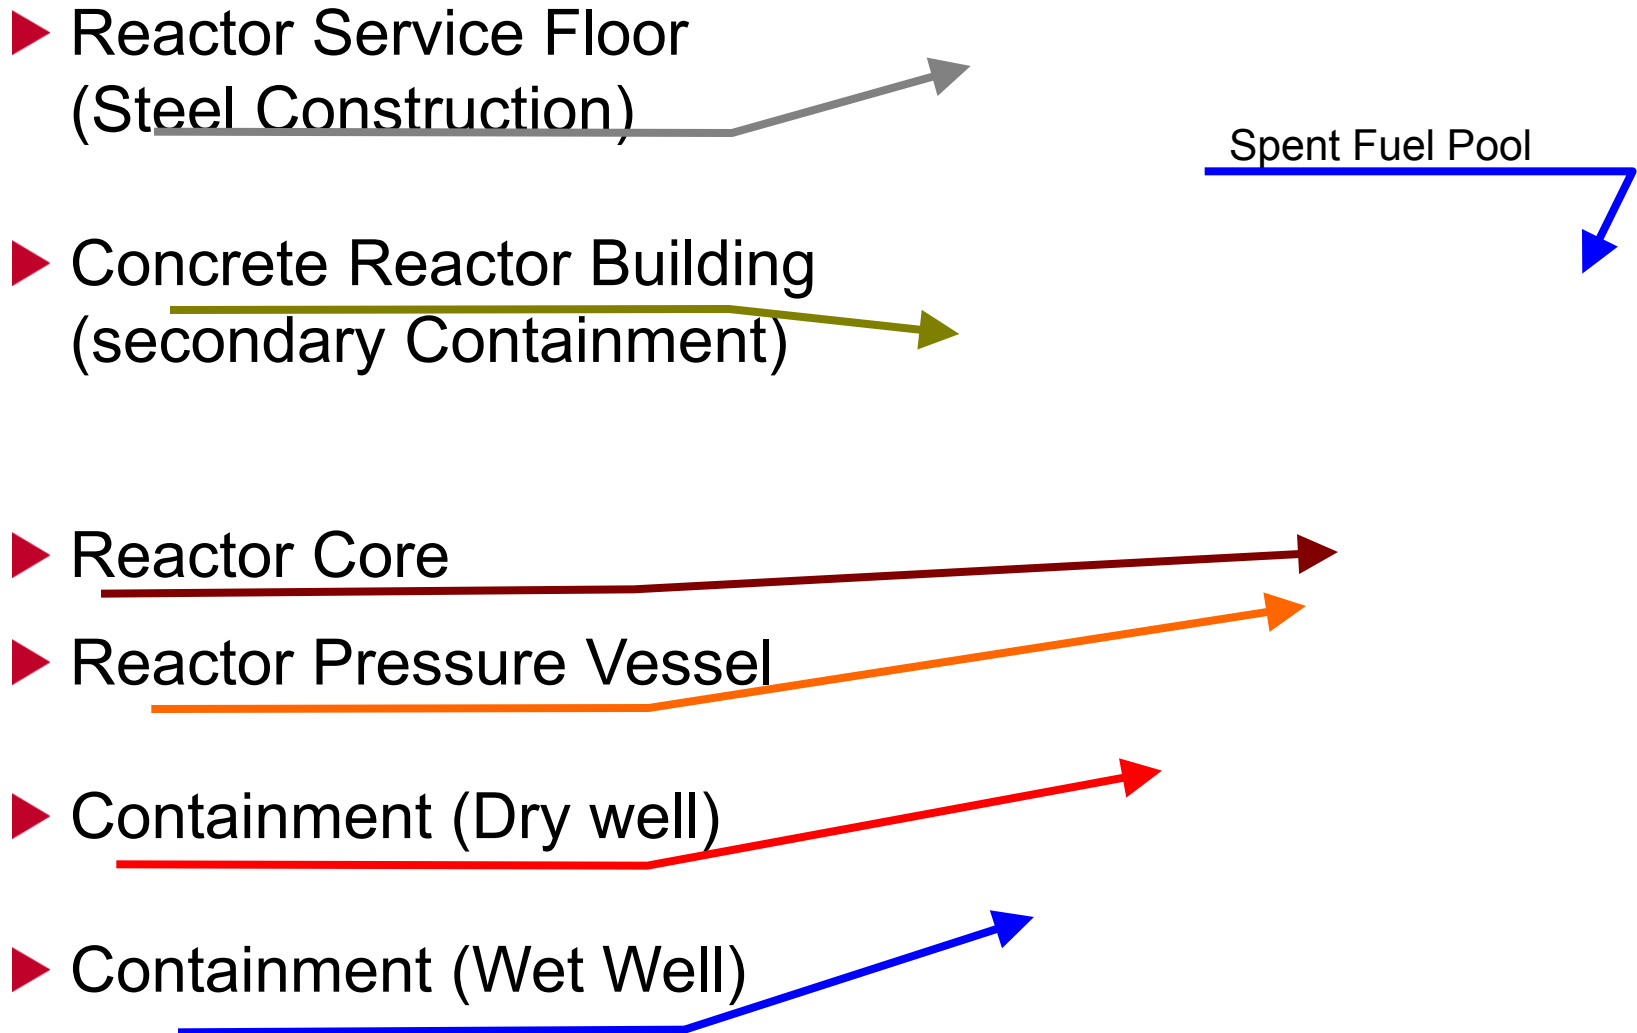 Reactor Service Floor
(Steel Construction)
Spent Fuel Pool
Concrete Reactor Building
(secondary Containment)
Reactor Core
Reactor Pressure Vessel
Containment (Dry well)
Containment (Wet Well)